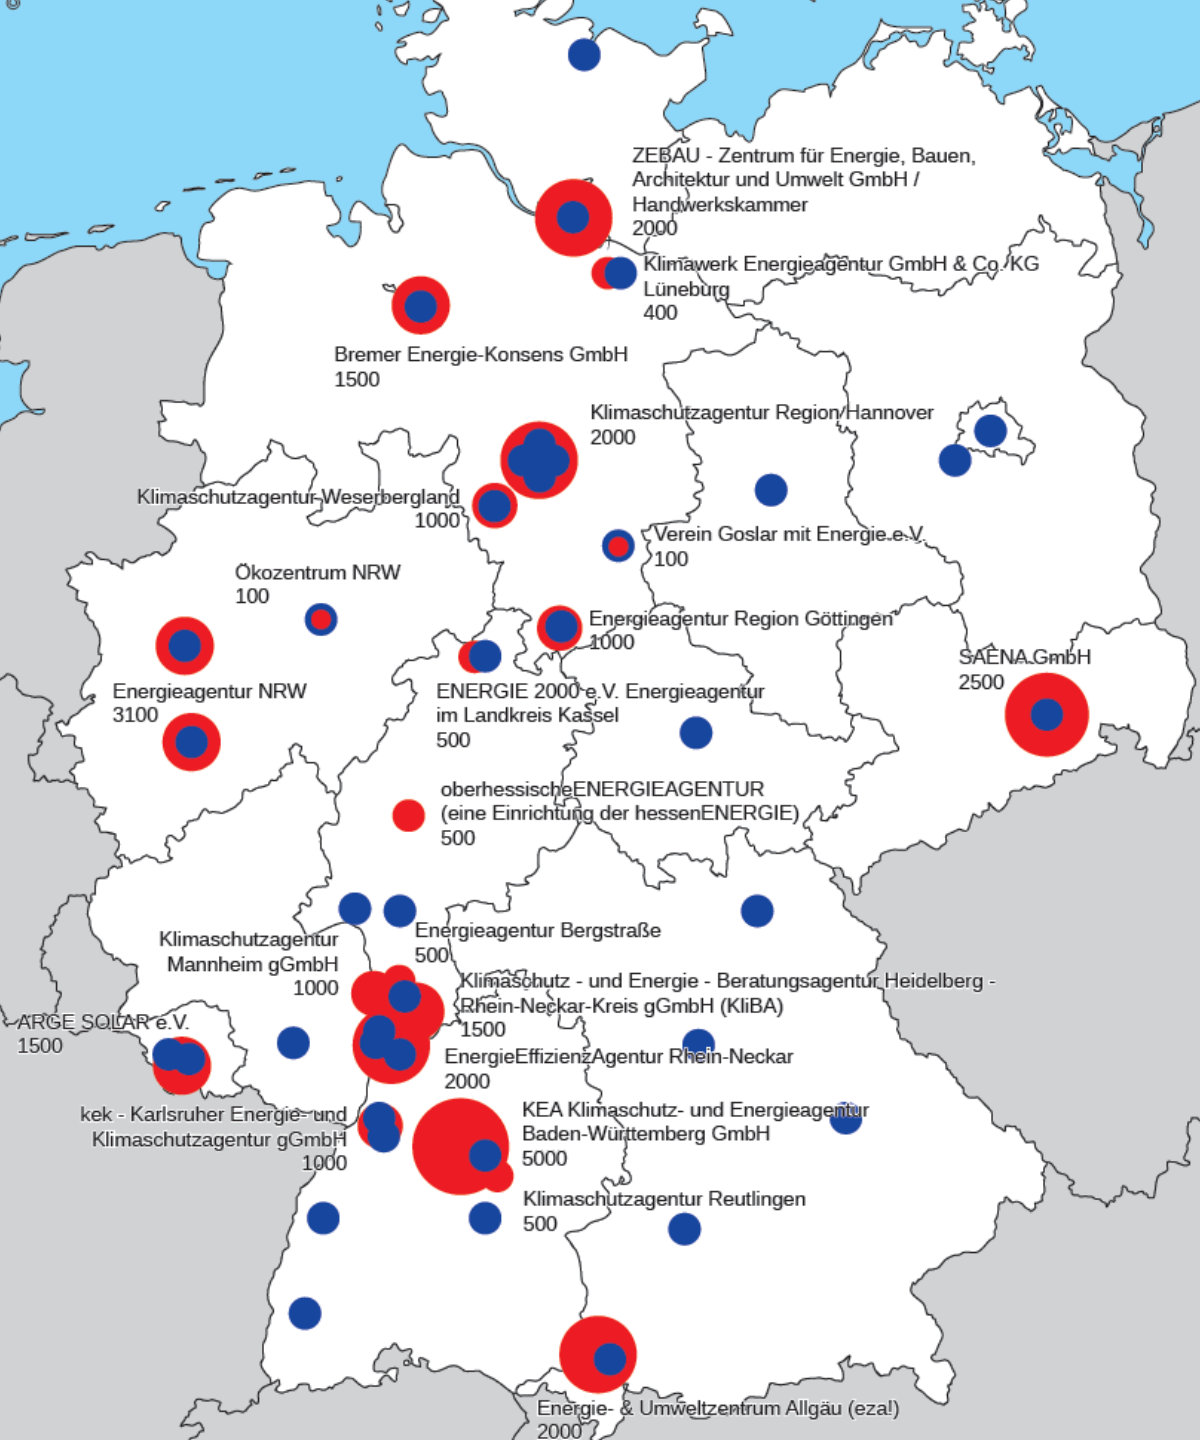 ZEBAU - Zentrum für Energie, Bauen,
Architektur und Umwelt GmbH /
Handwerkskammer
2000
Klimawerk Energieagentur GmbH & Co. KG
Lüneburg
400
Bremer Energie-Konsens GmbH
1500
Klimaschutzagentur Region Hannover
2000
Klimaschutzagentur Weserbergland
1000
Verein Goslar mit Energie e.V.
100
Ökozentrum NRW
100
Energieagentur Region Göttingen
1000
SAENA GmbH
2500
Energieagentur NRW
3100
ENERGIE 2000 e.V. Energieagentur
im Landkreis Kassel
500
oberhessischeENERGIEAGENTUR
(eine Einrichtung der hessenENERGIE)
500
Energieagentur Bergstraße
500
Klimaschutzagentur
Mannheim gGmbH
1000
Klimaschutz - und Energie - Beratungsagentur Heidelberg -
Rhein-Neckar-Kreis gGmbH (KliBA)
1500
ARGE SOLAR e.V.
1500
EnergieEffizienzAgentur Rhein-Neckar
2000
kek - Karlsruher Energie- und
Klimaschutzagentur gGmbH
1000
KEA Klimaschutz- und Energieagentur
Baden-Württemberg GmbH
5000
Klimaschutzagentur Reutlingen
500
Energie- & Umweltzentrum Allgäu (eza!)
2000